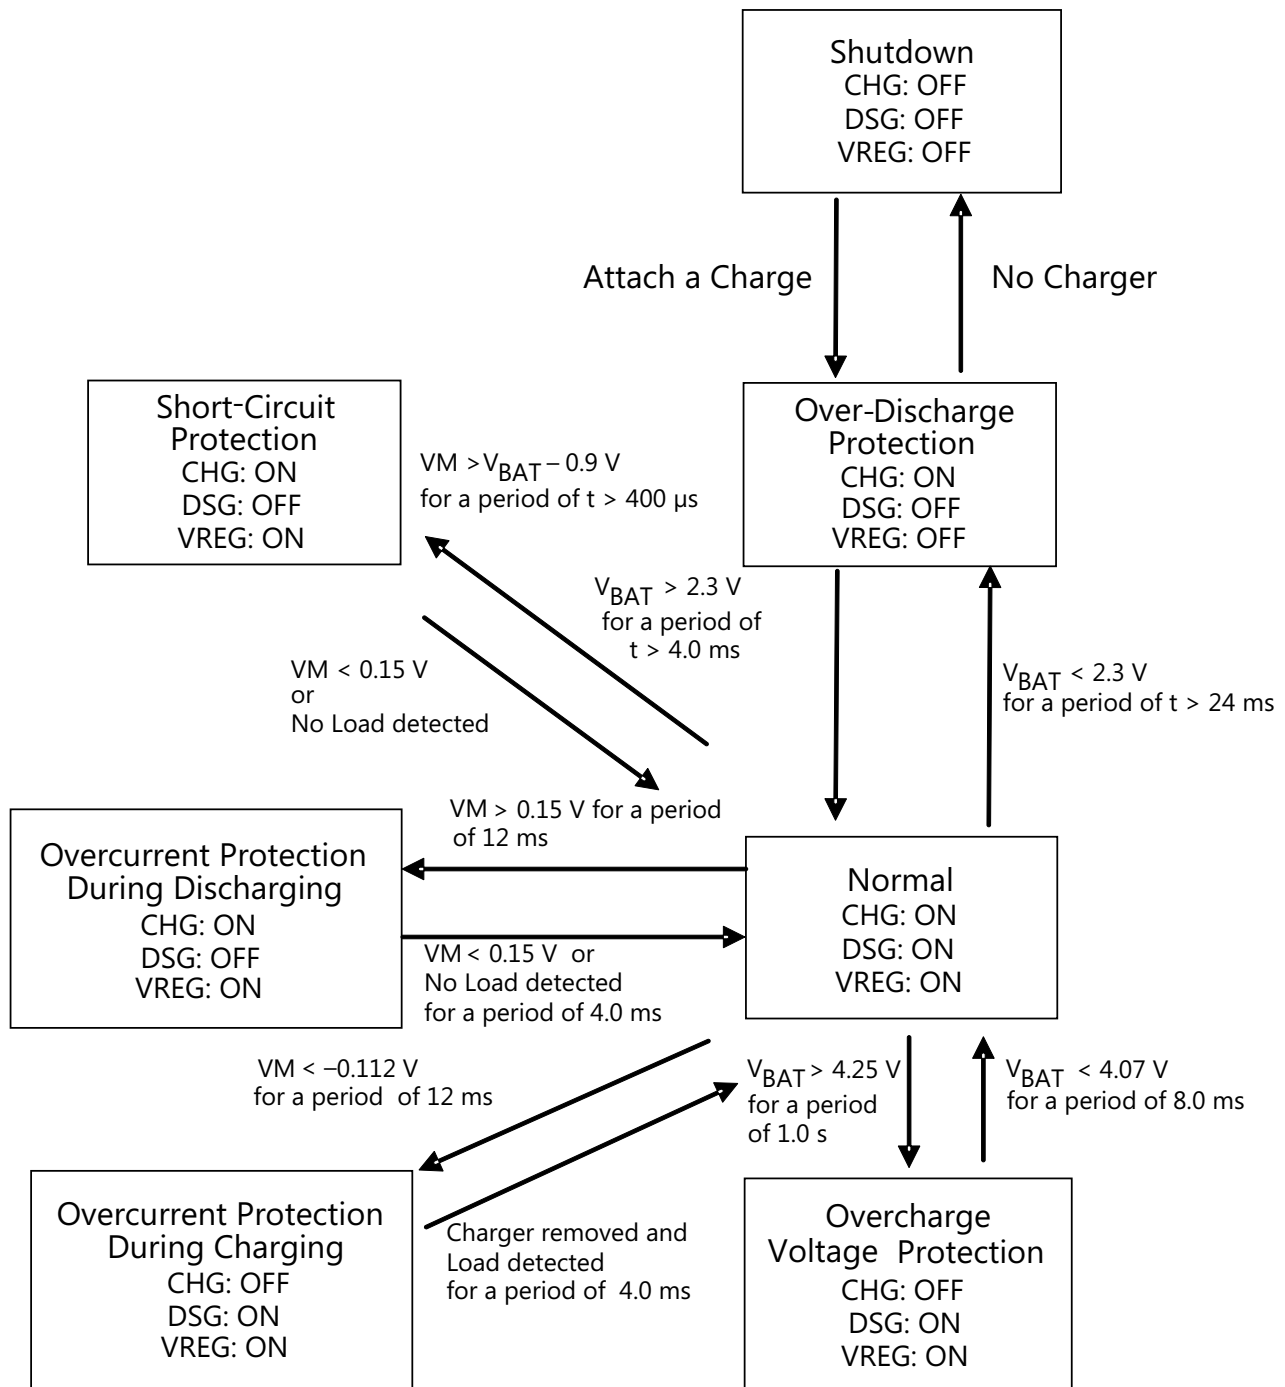 Shutdown
CHG: OFF
DSG: OFF
VREG: OFF
Attach a Charge
No Charger
Short-Circuit
Protection
CHG: ON
DSG: OFF
VREG: ON
VM > VBAT – 0.9 V
for a period of t > 400 µs
Over-Discharge
Protection
CHG: ON
DSG: OFF
VREG: OFF
VBAT > 2.3 V
for a period of
t > 4.0 ms
VM < 0.15 V
or
No Load detected
VBAT < 2.3 V
for a period of t > 24 ms
VM > 0.15 V for a period
of 12 ms
Overcurrent Protection
During Discharging
CHG: ON
DSG: OFF
VREG: ON
Normal
CHG: ON
DSG: ON
VREG: ON
VM < 0.15 V or
No Load detected
for a period of 4.0 ms
VM < –0.112 V
for a period of 12 ms
VBAT > 4.25 V
for a period
of 1.0 s
VBAT < 4.07 V
for a period of 8.0 ms
Overcurrent Protection
During Charging
CHG: OFF
DSG: ON
VREG: ON
Charger removed and
Load detected
for a period of 4.0 ms
Overcharge
Voltage Protection
CHG: OFF
DSG: ON
VREG: ON